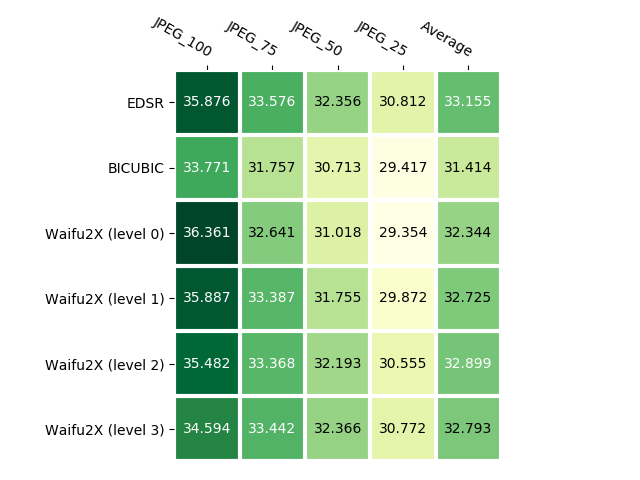 JPEG_100 JPEG_75 JPEG_50 JPEG_25 Average
EDSR 35.876 33.576 32.356 30.812 33.155
BICUBIC 33.771 31.757 30.713 29.417 31.414
Waifu2X (level 0) 36.361 32.641 31.018 29.354 32.344
Waifu2X (level 1) 35.887 33.387 31.755 29.872 32.725
Waifu2X (level 2) 35.482 33.368 32.193 30.555 32.899
Waifu2X (level 3) 34.594 33.442 32.366 30.772 32.793